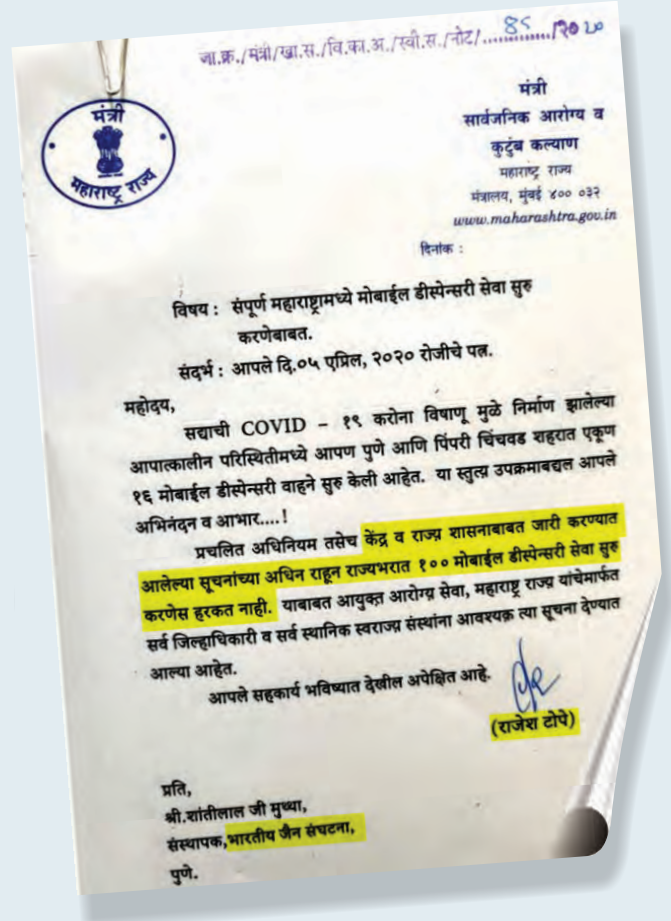 जा.क्र./मंत्री/खा.स./वि.का.अ./स्वी.स./नोट/....85..../२०२०
मंत्री
महाराष्ट्र राज्य
मंत्री
सार्वजनिक आरोग्य व
कुटुंब कल्याण
महाराष्ट्र राज्य
मंत्रालय, मुंबई ४०० ०३२
www.maharashtra.gov.in
दिनांक :
विषय : संपूर्ण महाराष्ट्रामध्ये मोबाईल डीस्पेन्सरी सेवा सुरु
करणेबाबत.
संदर्भ : आपले दि.०५ एप्रिल, २०२० रोजीचे पत्र.
महोदय,
सद्याची COVID – १९ करोना विषाणू मुळे निर्माण झालेल्या
आपात्कालीन परिस्थितीमध्ये आपण पुणे आणि पिंपरी चिंचवड शहरात एकूण
१६ मोबाईल डीस्पेन्सरी वाहने सुरु केली आहेत. या स्तुत्य उपक्रमाबद्यल आपले
अभिनंदन व आभार....!
प्रचलित अधिनियम तसेच केंद्र व राज्य शासनाबाबत जारी करण्यात
आलेल्या सूचनांच्या अधिन राहून राज्यभरात १०० मोबाईल डीस्पेन्सरी सेवा सुरु
करणेस हरकत नाही. याबाबत आयुक्त आरोग्य सेवा, महाराष्ट्र राज्य यांचेमार्फत
सर्व जिल्हाधिकारी व सर्व स्थानिक स्वराज्य संस्थांना आवश्यक त्या सूचना देण्यात
आल्या आहेत.
आपले सहकार्य भविष्यात देखील अपेक्षित आहे.
(राजेश टोपे)
प्रति,
श्री.शांतीलाल जी मुथ्था,
संस्थापक,भारतीय जैन संघटना,
पुणे.